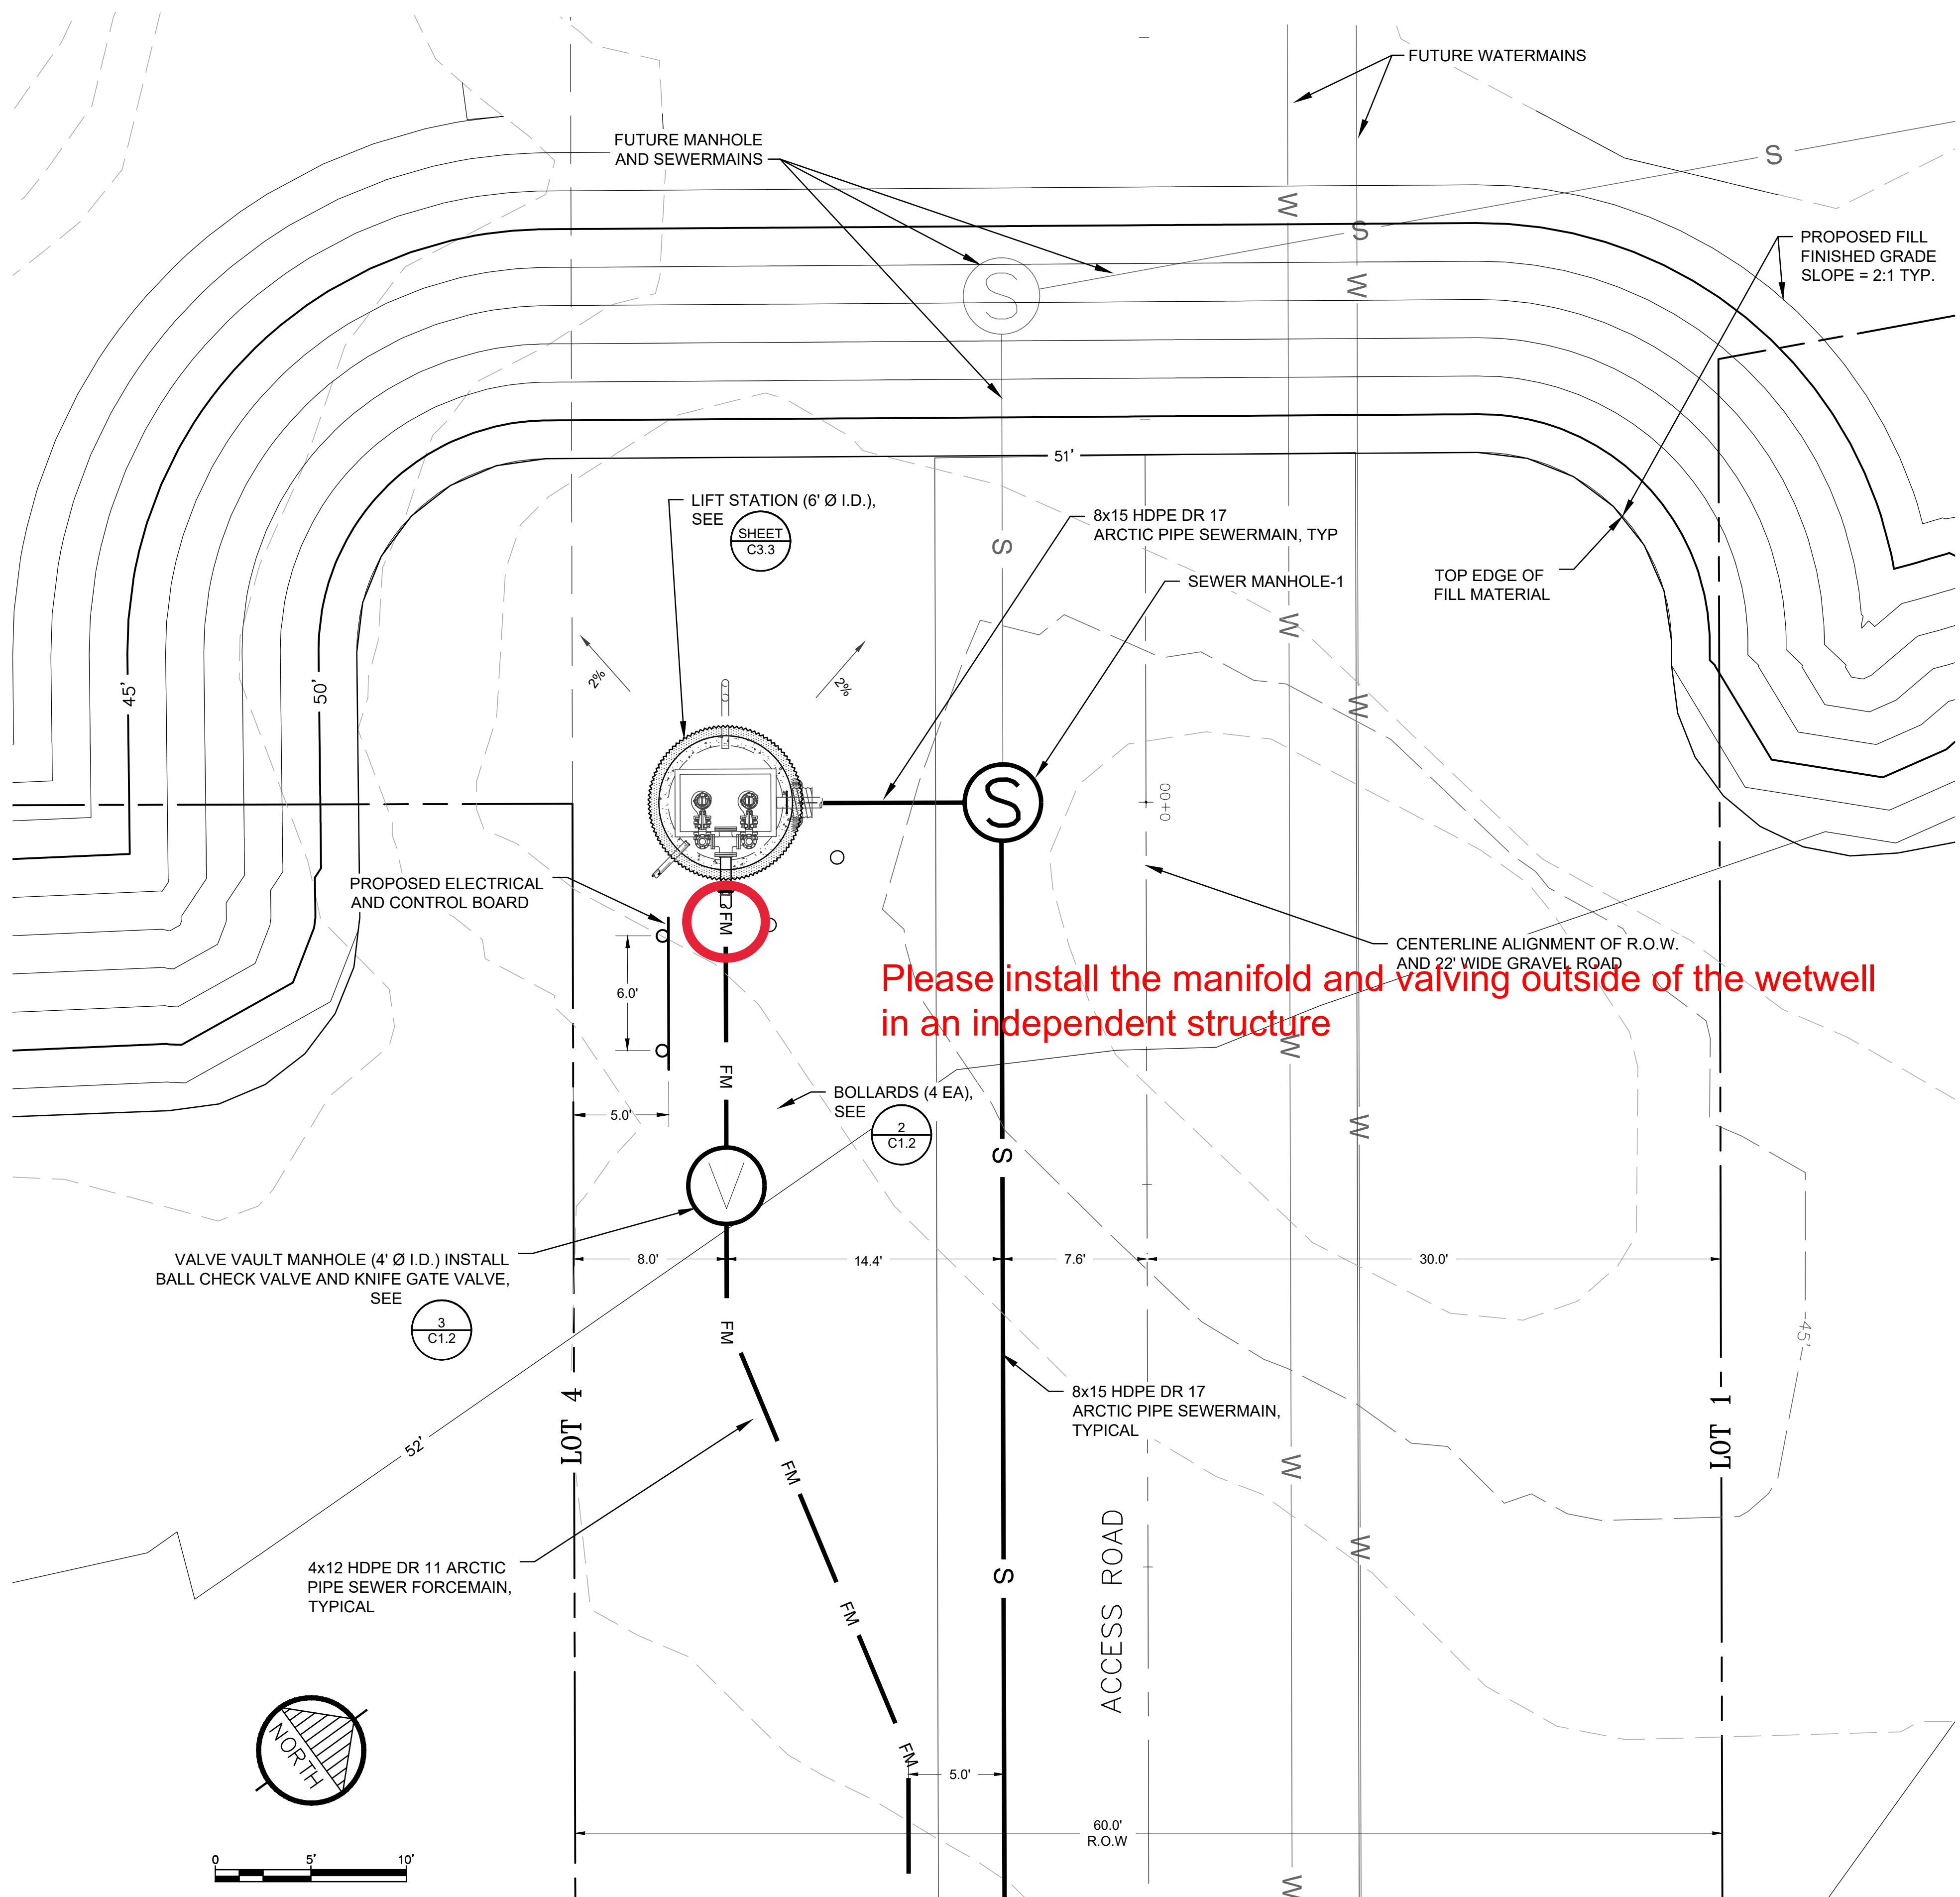 FUTURE WATERMAINS
FUTURE MANHOLE
AND SEWERMAINS
S
W
S
W
S
PROPOSED FILL
FINISHED GRADE
SLOPE = 2:1 TYP.
51'
LIFT STATION (6' Ø I.D.),
SEE
SHEET
C3.3
8x15 HDPE DR 17
ARCTIC PIPE SEWERMAIN, TYP
S
SEWER MANHOLE-1
TOP EDGE OF
FILL MATERIAL
W
W
45'
50'
2%
2%
S
0+00
PROPOSED ELECTRICAL
AND CONTROL BOARD
FM
CENTERLINE ALIGNMENT OF R.O.W.
AND 22' WIDE GRAVEL ROAD
Please install the manifold and valving outside of the wetwell
in an independent structure
6.0'
W
FM
BOLLARDS (4 EA),
SEE
2
C1.2
5.0'
W
S
V
VALVE VAULT MANHOLE (4' Ø I.D.) INSTALL
BALL CHECK VALVE AND KNIFE GATE VALVE,
SEE
3
C1.2
8.0'
14.4'
7.6'
30.0'
FM
45'
8x15 HDPE DR 17
ARCTIC PIPE SEWERMAIN,
TYPICAL
LOT 4
LOT 1
52'
FM
W
W
4x12 HDPE DR 11 ARCTIC
PIPE SEWER FORCEMAIN,
TYPICAL
S
FM
ACCESS ROAD
NORTH
FM
5.0'
60.0'
R.O.W
0
5'
10'
W